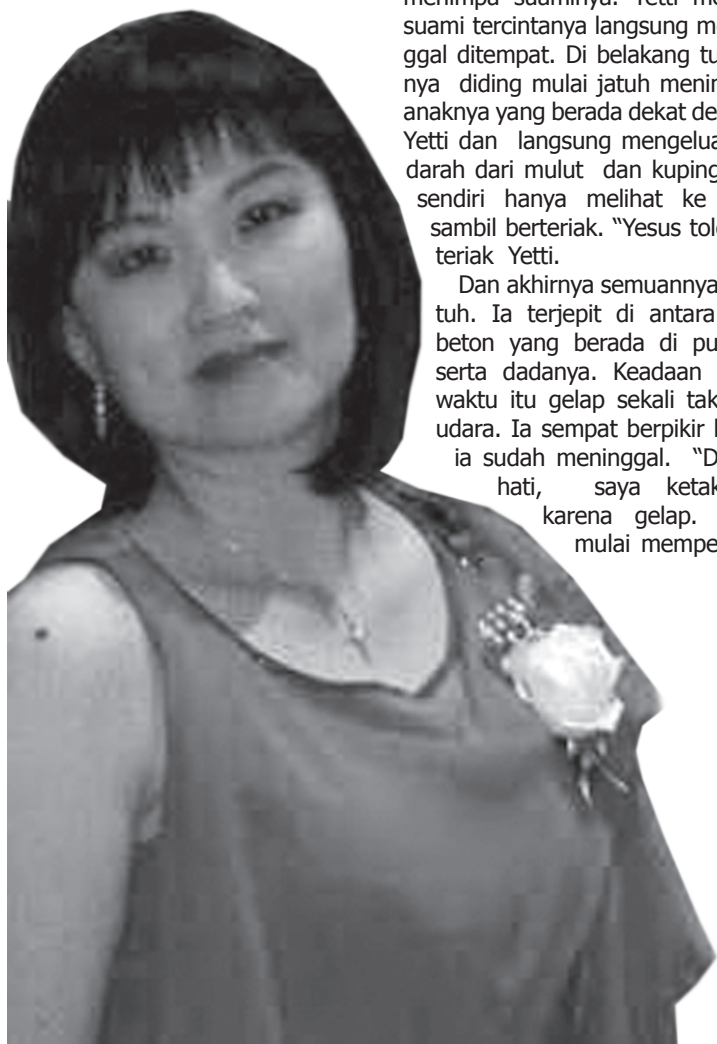 menimpa suaminya. Yetti me
suami tercintanya langsung me
ggal ditempat. Di belakang tu
nya diding mulai jatuh menim
anaknya yang berada dekat de
Yetti dan langsung mengelua
darah dari mulut dan kuping
sendiri hanya melihat ke
sambil berteriak. “Yesus tolo
teriak Yetti.
Dan akhirnya semuannya
tuh. Ia terjepit di antara
beton yang berada di pu
serta dadanya. Keadaan
waktu itu gelap sekali tak
udara. Ia sempat berpikir
ia sudah meninggal. “D
hati, saya ketak
karena gelap.
mulai mempe